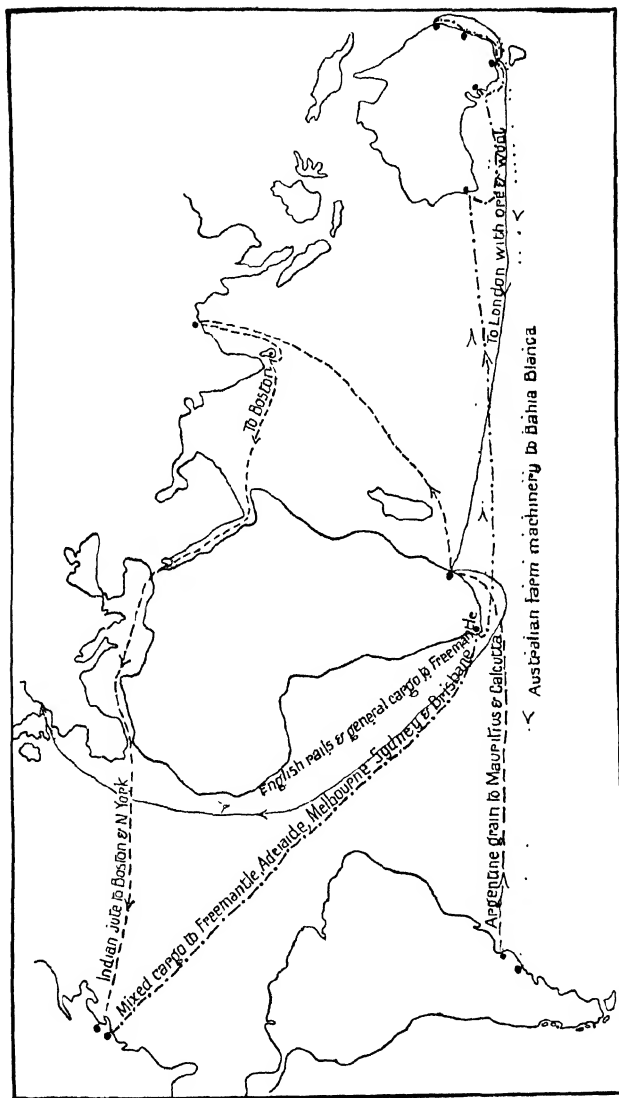 To Boston
To London with ore & wool
Australian farm machinery to Bahia Blanca
English rails & general cargo to Freemantle
Mixed cargo to Freemantle Adelaide Melbourne Sydney & Brisbane
Indian jute to Boston & N York
Argentine grain to Mauritius & Calcutta